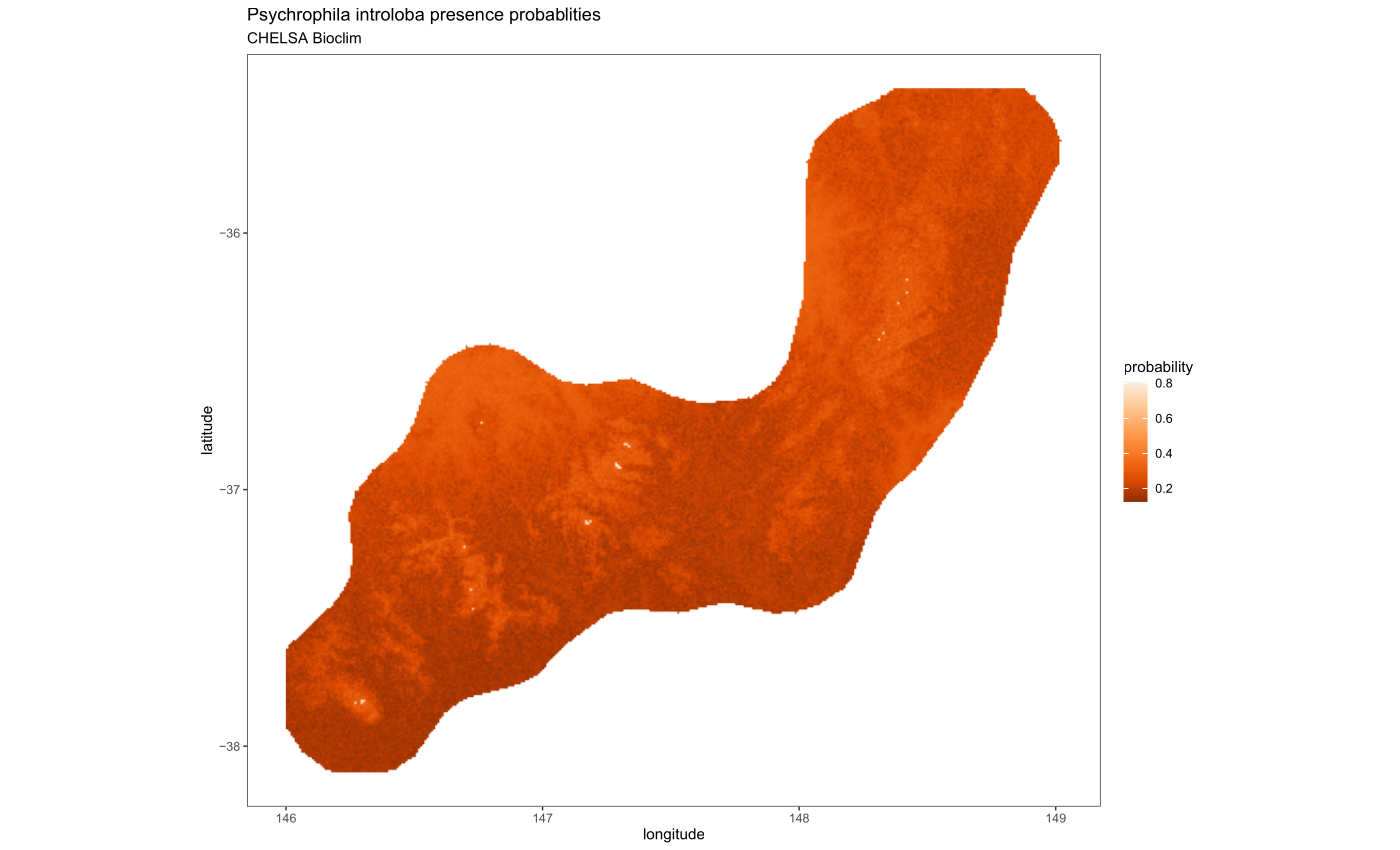 Psychrophila introloba presence probablities
CHELSA Bioclim
−36
−37
−38
latitude
146
147
148
149
longitude
probability
0.8
0.6
0.4
0.2